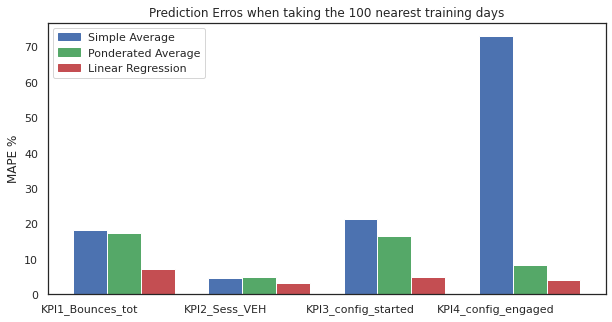 Prediction Erros when taking the 100 nearest training days
Simple Average
Ponderated Average
Linear Regression
MAPE %
70
60
50
40
30
20
10
0
KPI1_Bounces_tot
KPI2_Sess_VEH
KPI3_config_started
KPI4_config_engaged